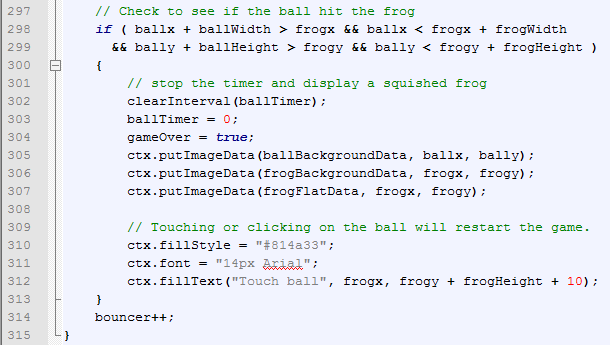 297 // Check to see if the ball hit the frog
298 if ( ballx + ballWidth > frogx && ballx < frogx + frogWidth
299 && bally + ballHeight > frogy && bally < frogy + frogHeight )
300 {
301 // stop the timer and display a squished frog
302 clearInterval(ballTimer);
303 ballTimer = 0;
304 gameOver = true;
305 ctx.putImageData(ballBackgroundData, ballx, bally);
306 ctx.putImageData(frogBackgroundData, frogx, frogy);
307 ctx.putImageData(frogFlatData, frogx, frogy);
308
309 // Touching or clicking on the ball will restart the game.
310 ctx.fillStyle = "#814a33";
311 ctx.font = "14px Arial";
312 ctx.fillText("Touch ball", frogx, frogy + frogHeight + 10);
313 }
314 bouncer++;
315 }